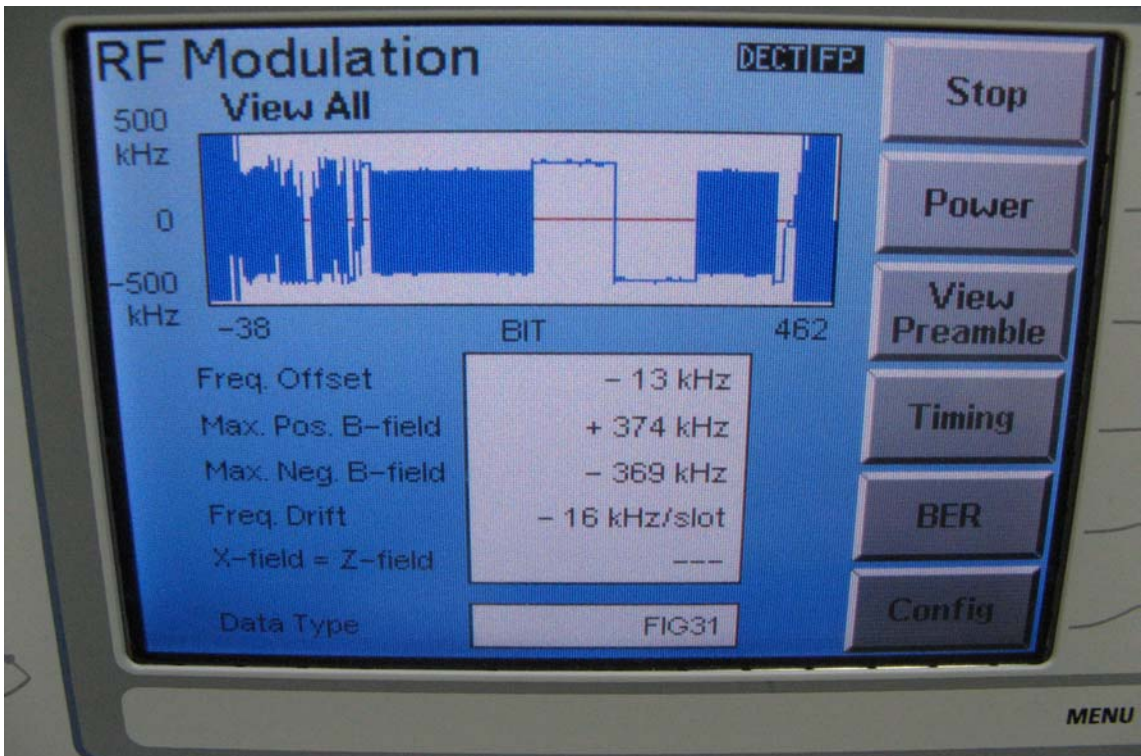 RF Modulation
DECT FP
View All
500
kHz
0
-500
kHz
-38
BIT
462
Freq. Offset
- 13 kHz
Max. Pos. B-field
+ 374 kHz
Max. Neg. B-field
- 369 kHz
Freq. Drift
- 16 kHz/slot
X-field = Z-field
---
Data Type
FIG31
Stop
Power
View
Preamble
Timing
BER
Config
MENU